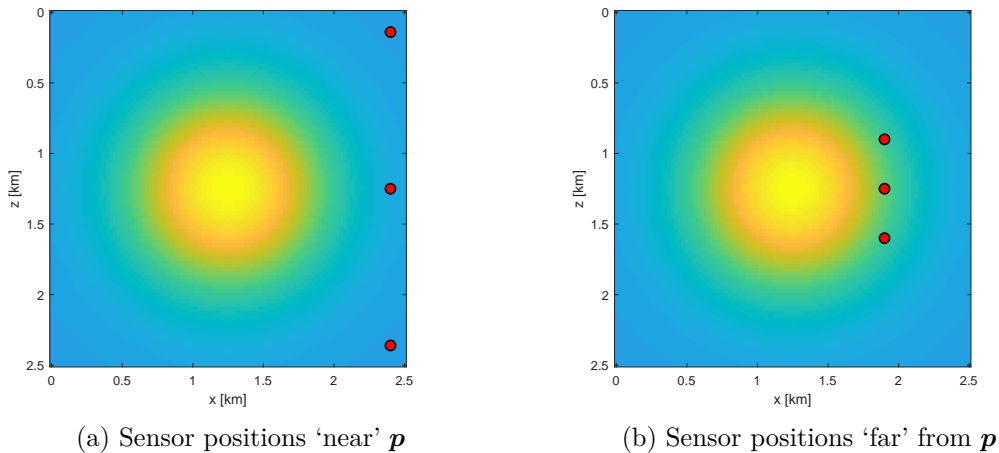 0
0.5
1
1.5
2
2.5
z [km]
0 0.5 1 1.5 2 2.5
x [km]
(a) Sensor positions ‘near’ p
0
0.5
1
1.5
2
2.5
z [km]
0 0.5 1 1.5 2 2.5
x [km]
(b) Sensor positions ‘far’ from p